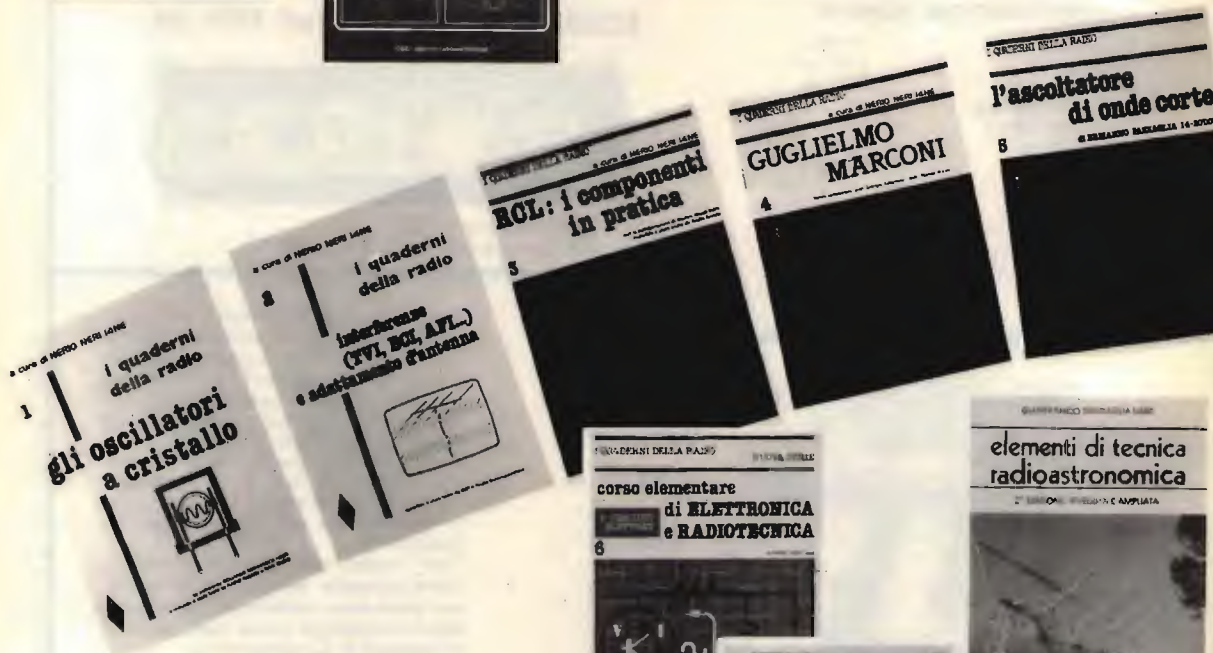 a cura di NERIO NERI I4NE
1
i quaderni
della radio
gli oscillatori
a cristallo
a cura di NERIO NERI I4NE
2
i quaderni
della radio
interferenze
(TVI, BCI, AFI...)
e adattamento d'antenna
I QUADERNI DELLA RADIO
a cura di NERIO NERI I4NE
RCL: i componenti
in pratica
3
I QUADERNI DELLA RADIO
a cura di NERIO NERI I4NE
GUGLIELMO
MARCONI
4
I QUADERNI DELLA RADIO
l'ascoltatore
di onde corte
5
I QUADERNI DELLA RADIO
NUOVA SERIE
corso elementare
di ELETTRONICA
e RADIOTECNICA
6
elementi di tecnica
radioastronomica